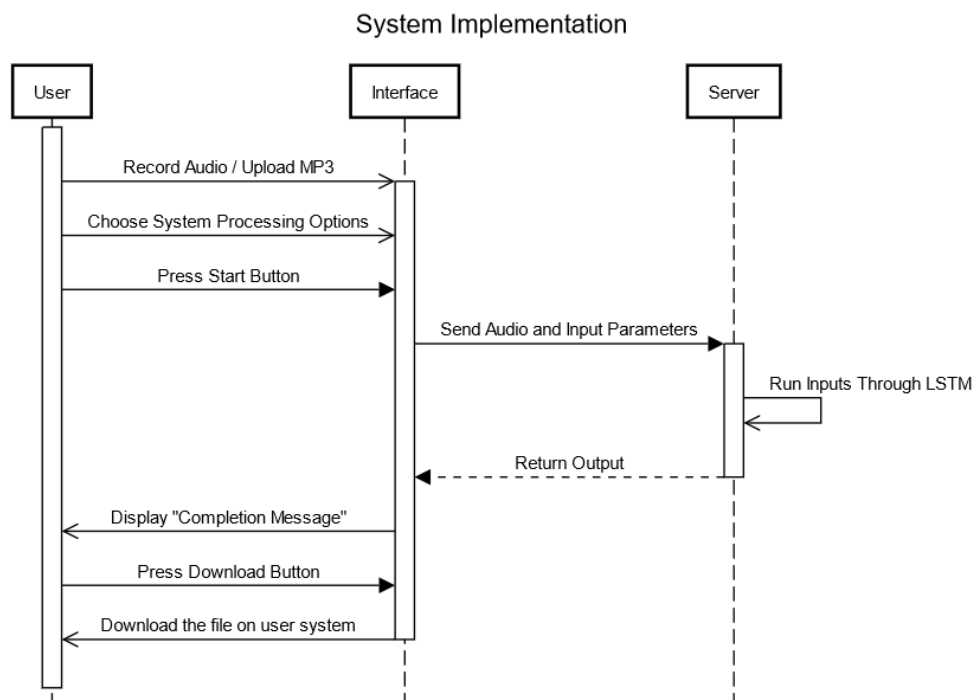 System Implementation
User
Interface
Server
Record Audio / Upload MP3
Choose System Processing Options
Press Start Button
Send Audio and Input Parameters
Run Inputs Through LSTM
Return Output
Display "Completion Message"
Press Download Button
Download the file on user system